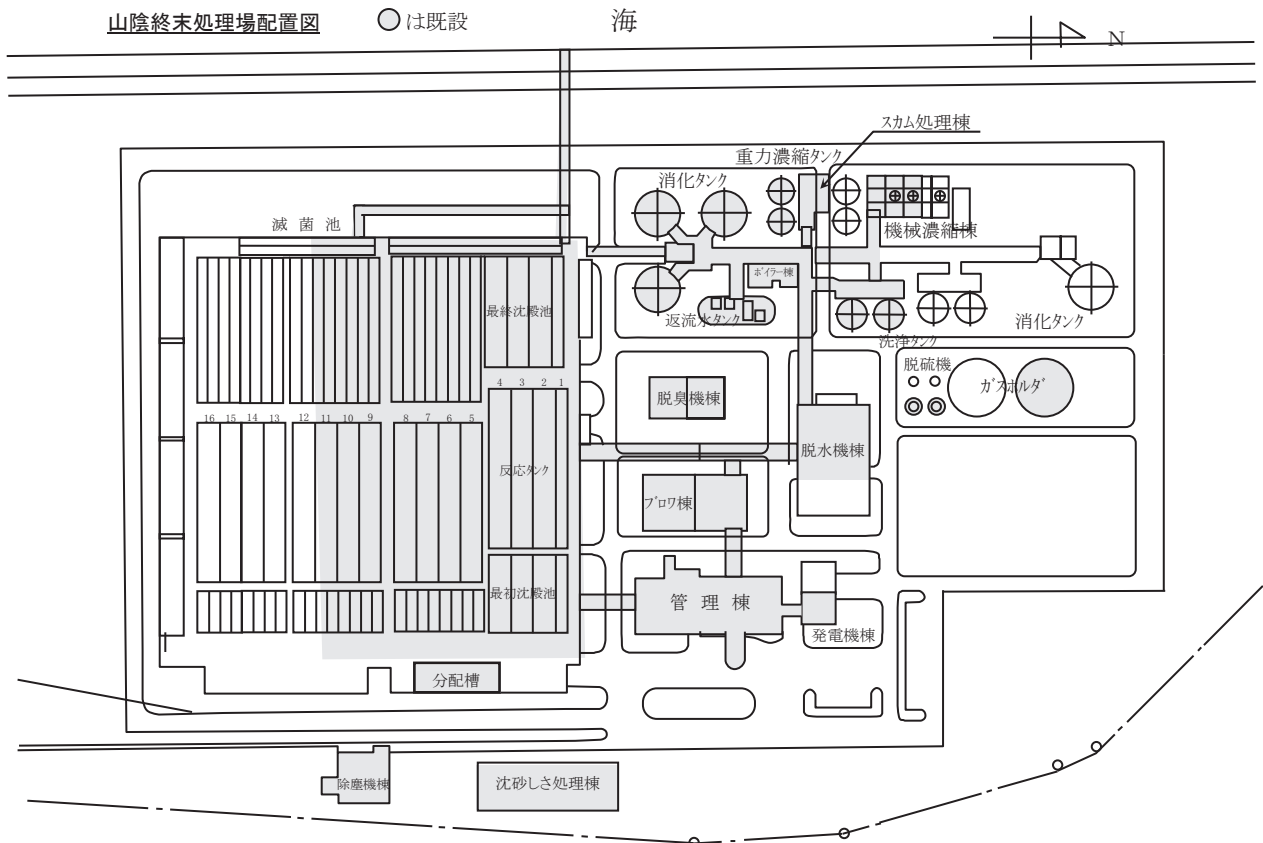 山陰終末処理場配置図
は既設
海
N
スカム処理棟
重力濃縮タンク
消化タンク
滅菌池
機械濃縮棟
ボイラー棟
最終沈殿池
返流水タンク
消化タンク
洗浄タンク
脱硫機
ガスホルダ
4 3 2 1
脱臭機棟
16 15 14 13 12 11 10 9 8 7 6 5
脱水機棟
反応タンク
ブロワ棟
最初沈殿池
管理棟
発電機棟
分配槽
除塵機棟
沈砂しさ処理棟